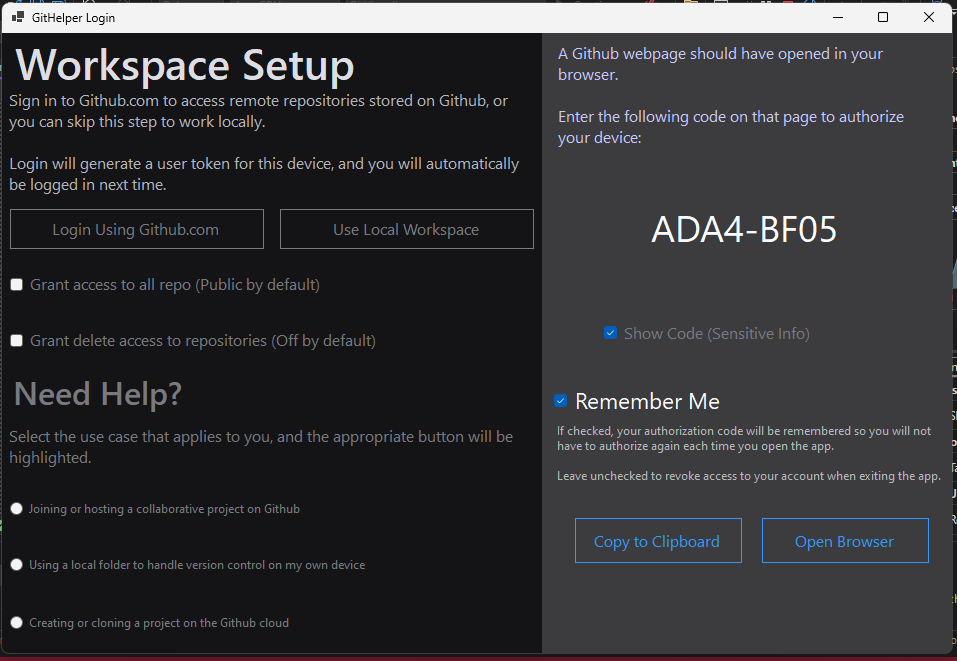 GitHelper Login
Workspace Setup
Sign in to Github.com to access remote repositories stored on Github, or
you can skip this step to work locally.
Login will generate a user token for this device, and you will automatically
be logged in next time.
Login Using Github.com
Use Local Workspace
Grant access to all repo (Public by default)
Grant delete access to repositories (Off by default)
Need Help?
Select the use case that applies to you, and the appropriate button will be
highlighted.
Joining or hosting a collaborative project on Github
Using a local folder to handle version control on my own device
Creating or cloning a project on the Github cloud
A Github webpage should have opened in your
browser.
Enter the following code on that page to authorize
your device:
ADA4-BF05
Show Code (Sensitive Info)
Remember Me
If checked, your authorization code will be remembered so you will not
have to authorize again each time you open the app.
Leave unchecked to revoke access to your account when exiting the app.
Copy to Clipboard
Open Browser